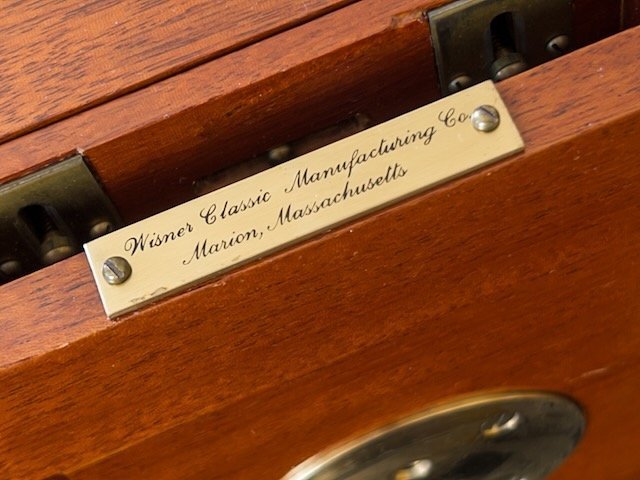 Wisner Classic Manufacturing Co.
Marion, Massachusetts